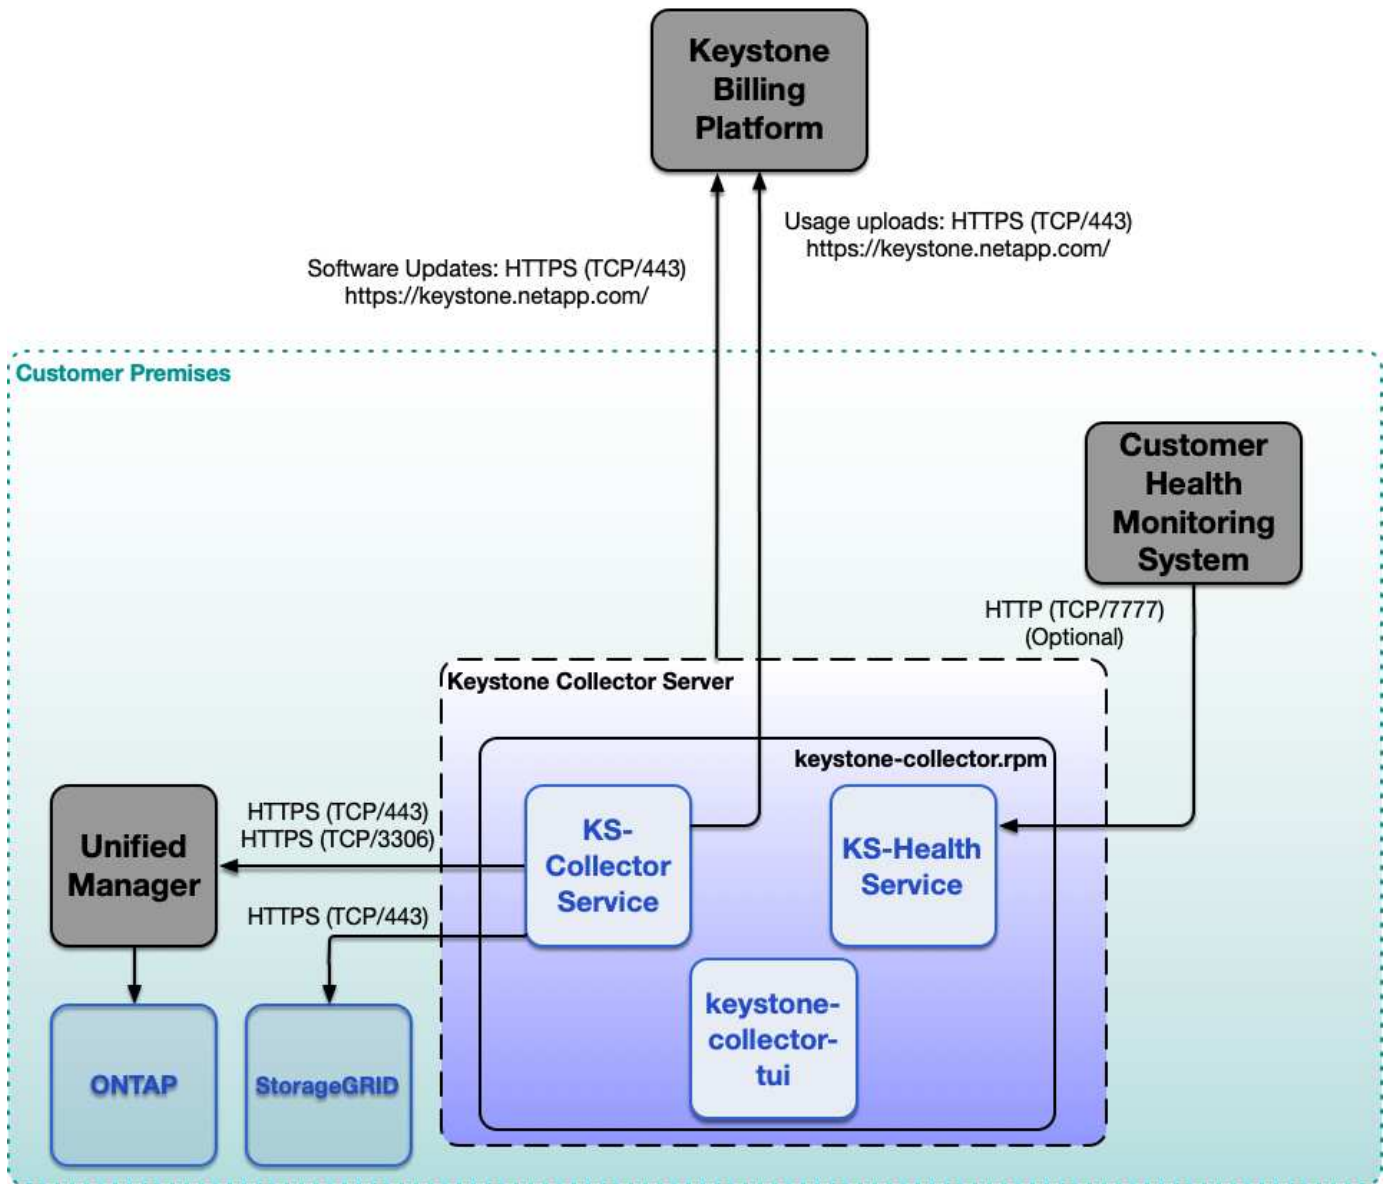 Keystone
Billing
Platform
Usage uploads: HTTPS (TCP/443)
https://keystone.netapp.com/
Software Updates: HTTPS (TCP/443)
https://keystone.netapp.com/
Customer Premises
Customer
Health
Monitoring
System
HTTP (TCP/7777)
(Optional)
Keystone Collector Server
keystone-collector.rpm
Unified
Manager
HTTPS (TCP/443)
HTTPS (TCP/3306)
KS-
Collector
Service
KS-Health
Service
HTTPS (TCP/443)
keystone-
collector-
tui
ONTAP
StorageGRID